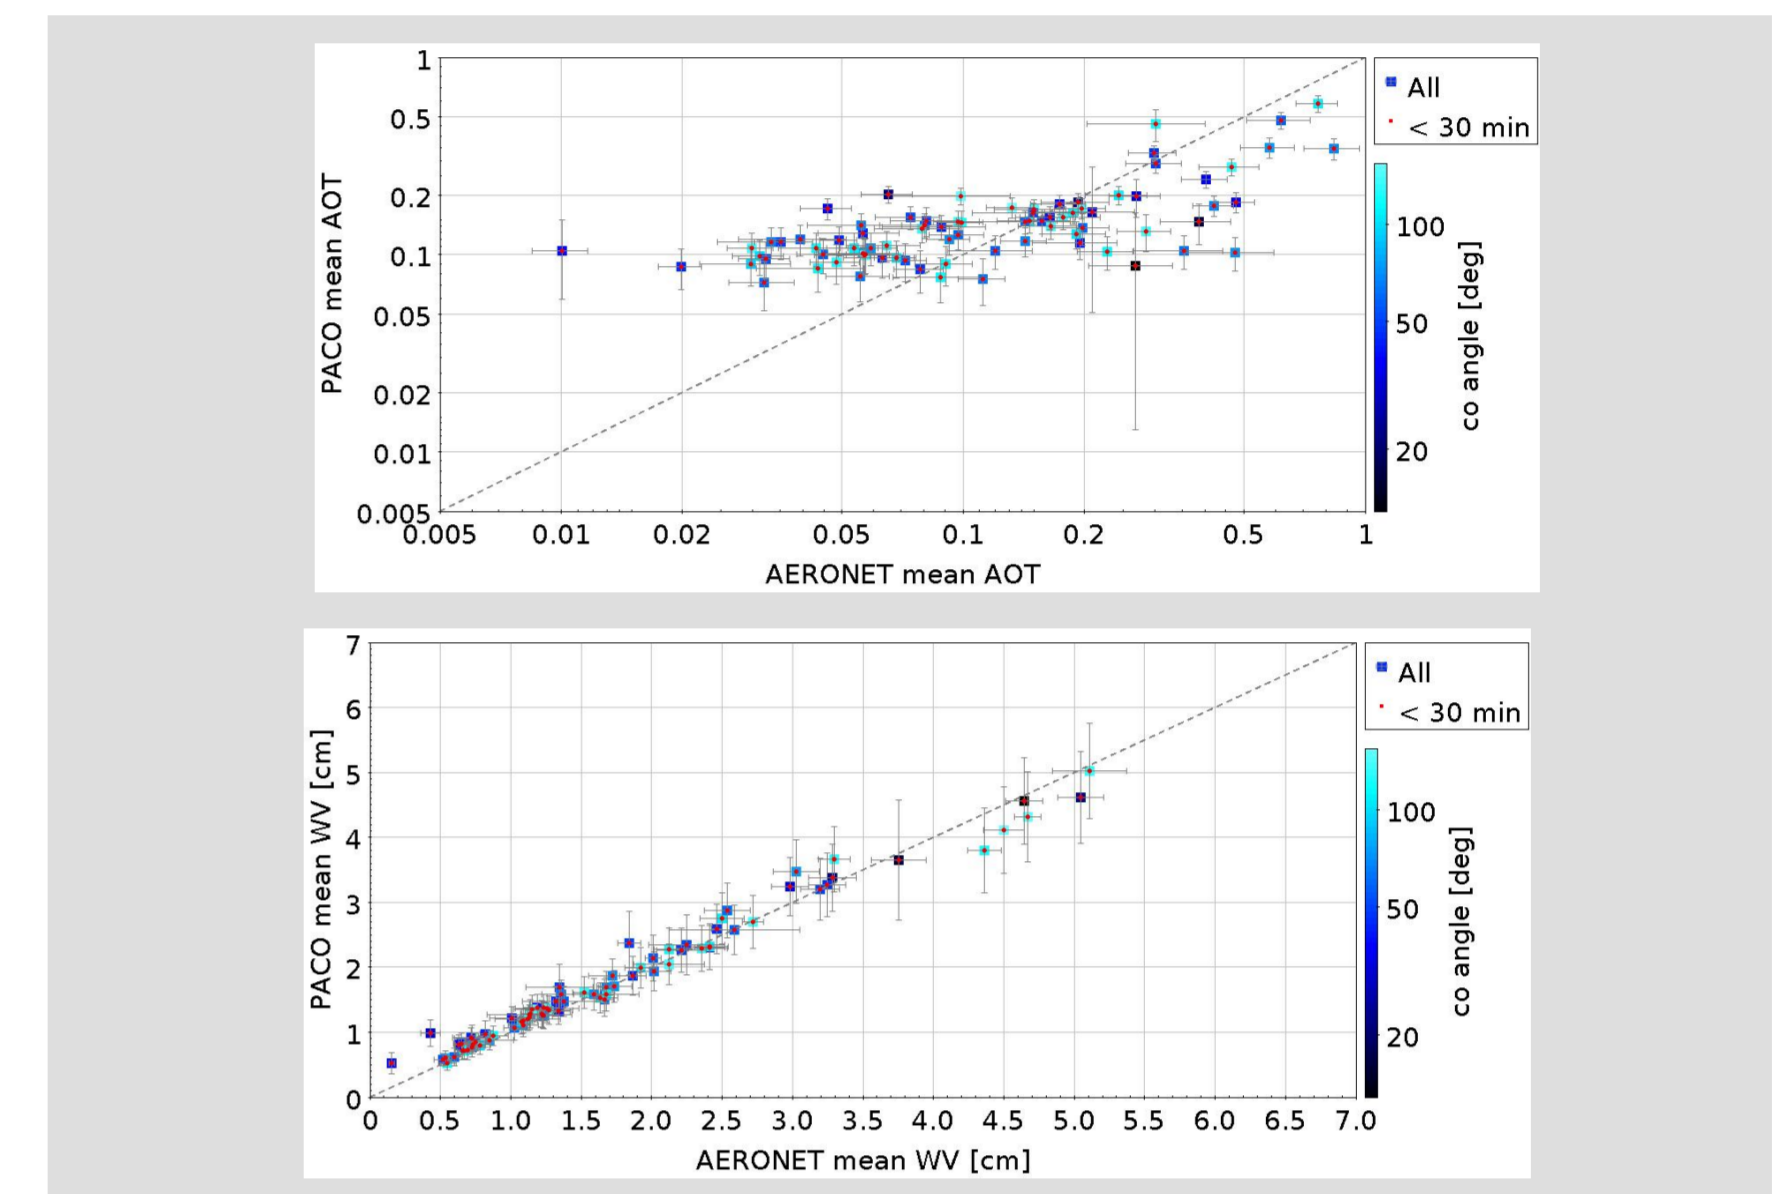 1
0.5
0.2
0.1
0.05
0.02
0.01
0.005
PACO mean AOT
0.005 0.01 0.02 0.05 0.1 0.2 0.5 1
AERONET mean AOT
All
< 30 min
100
50
20
co angle [deg]
7
6
5
4
3
2
1
0
PACO mean WV [cm]
0 0.5 1.0 1.5 2.0 2.5 3.0 3.5 4.0 4.5 5.0 5.5 6.0 6.5 7.0
AERONET mean WV [cm]
All
< 30 min
100
50
20
co angle [deg]